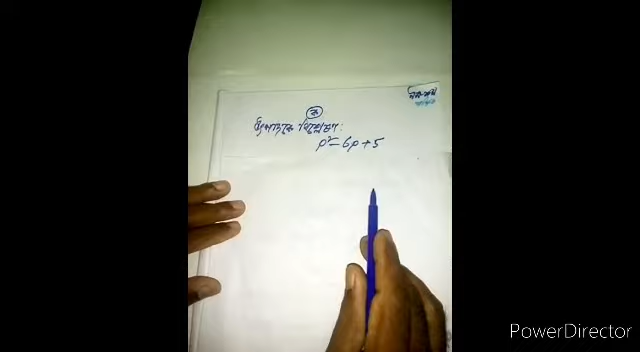 ক
উৎপাদকে বিশ্লেষণ:
p² - 6p + 5
PowerDirector